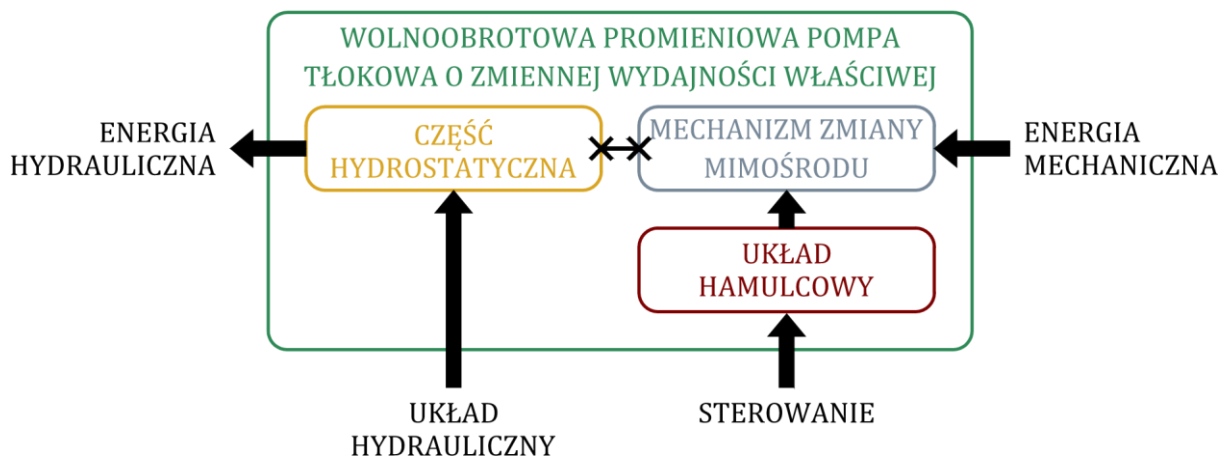 WOLNOOBROTOWA PROMIENIOWA POMPA
TŁOKOWA O ZMIENNEJ WYDAJNOŚCI WŁAŚCIWEJ
ENERGIA
HYDRAULICZNA
CZĘŚĆ
HYDROSTATYCZNA
MECHANIZM ZMIANY
MIMOŚRODU
ENERGIA
MECHANICZNA
UKŁAD
HAMULCOWY
UKŁAD
HYDRAULICZNY
STEROWANIE